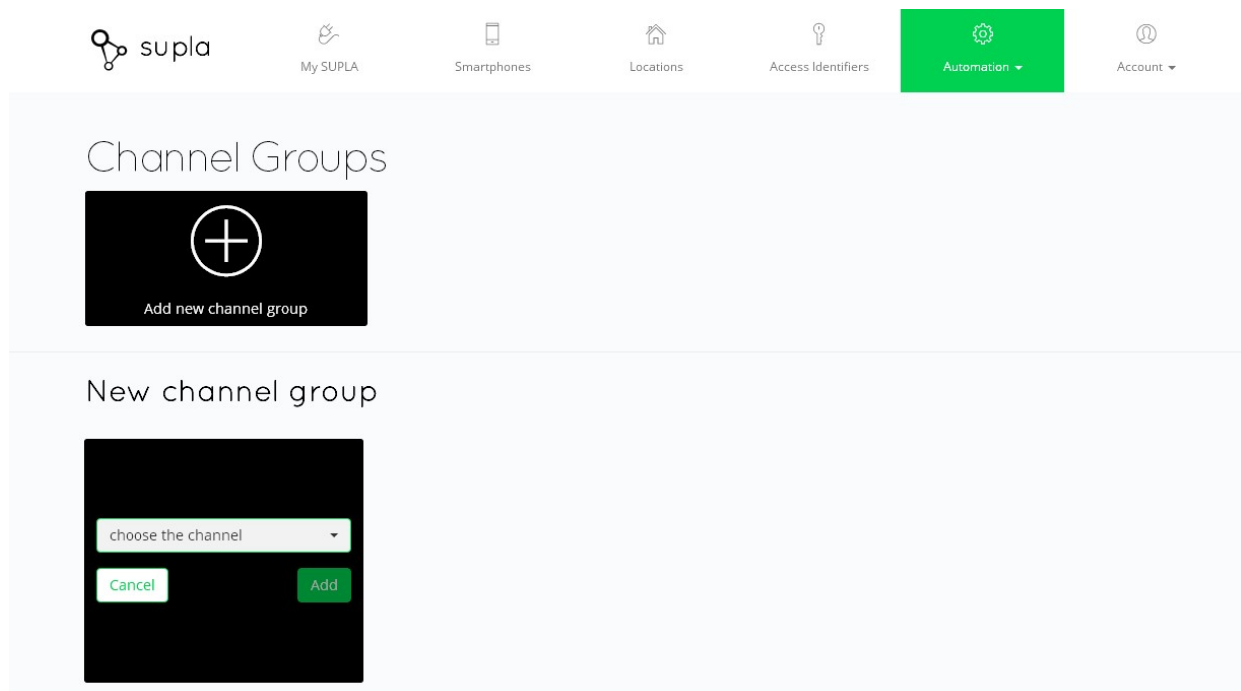 supla
My SUPLA
Smartphones
Locations
Access Identifiers
Automation
Account
Channel Groups
Add new channel group
New channel group
choose the channel
Cancel
Add